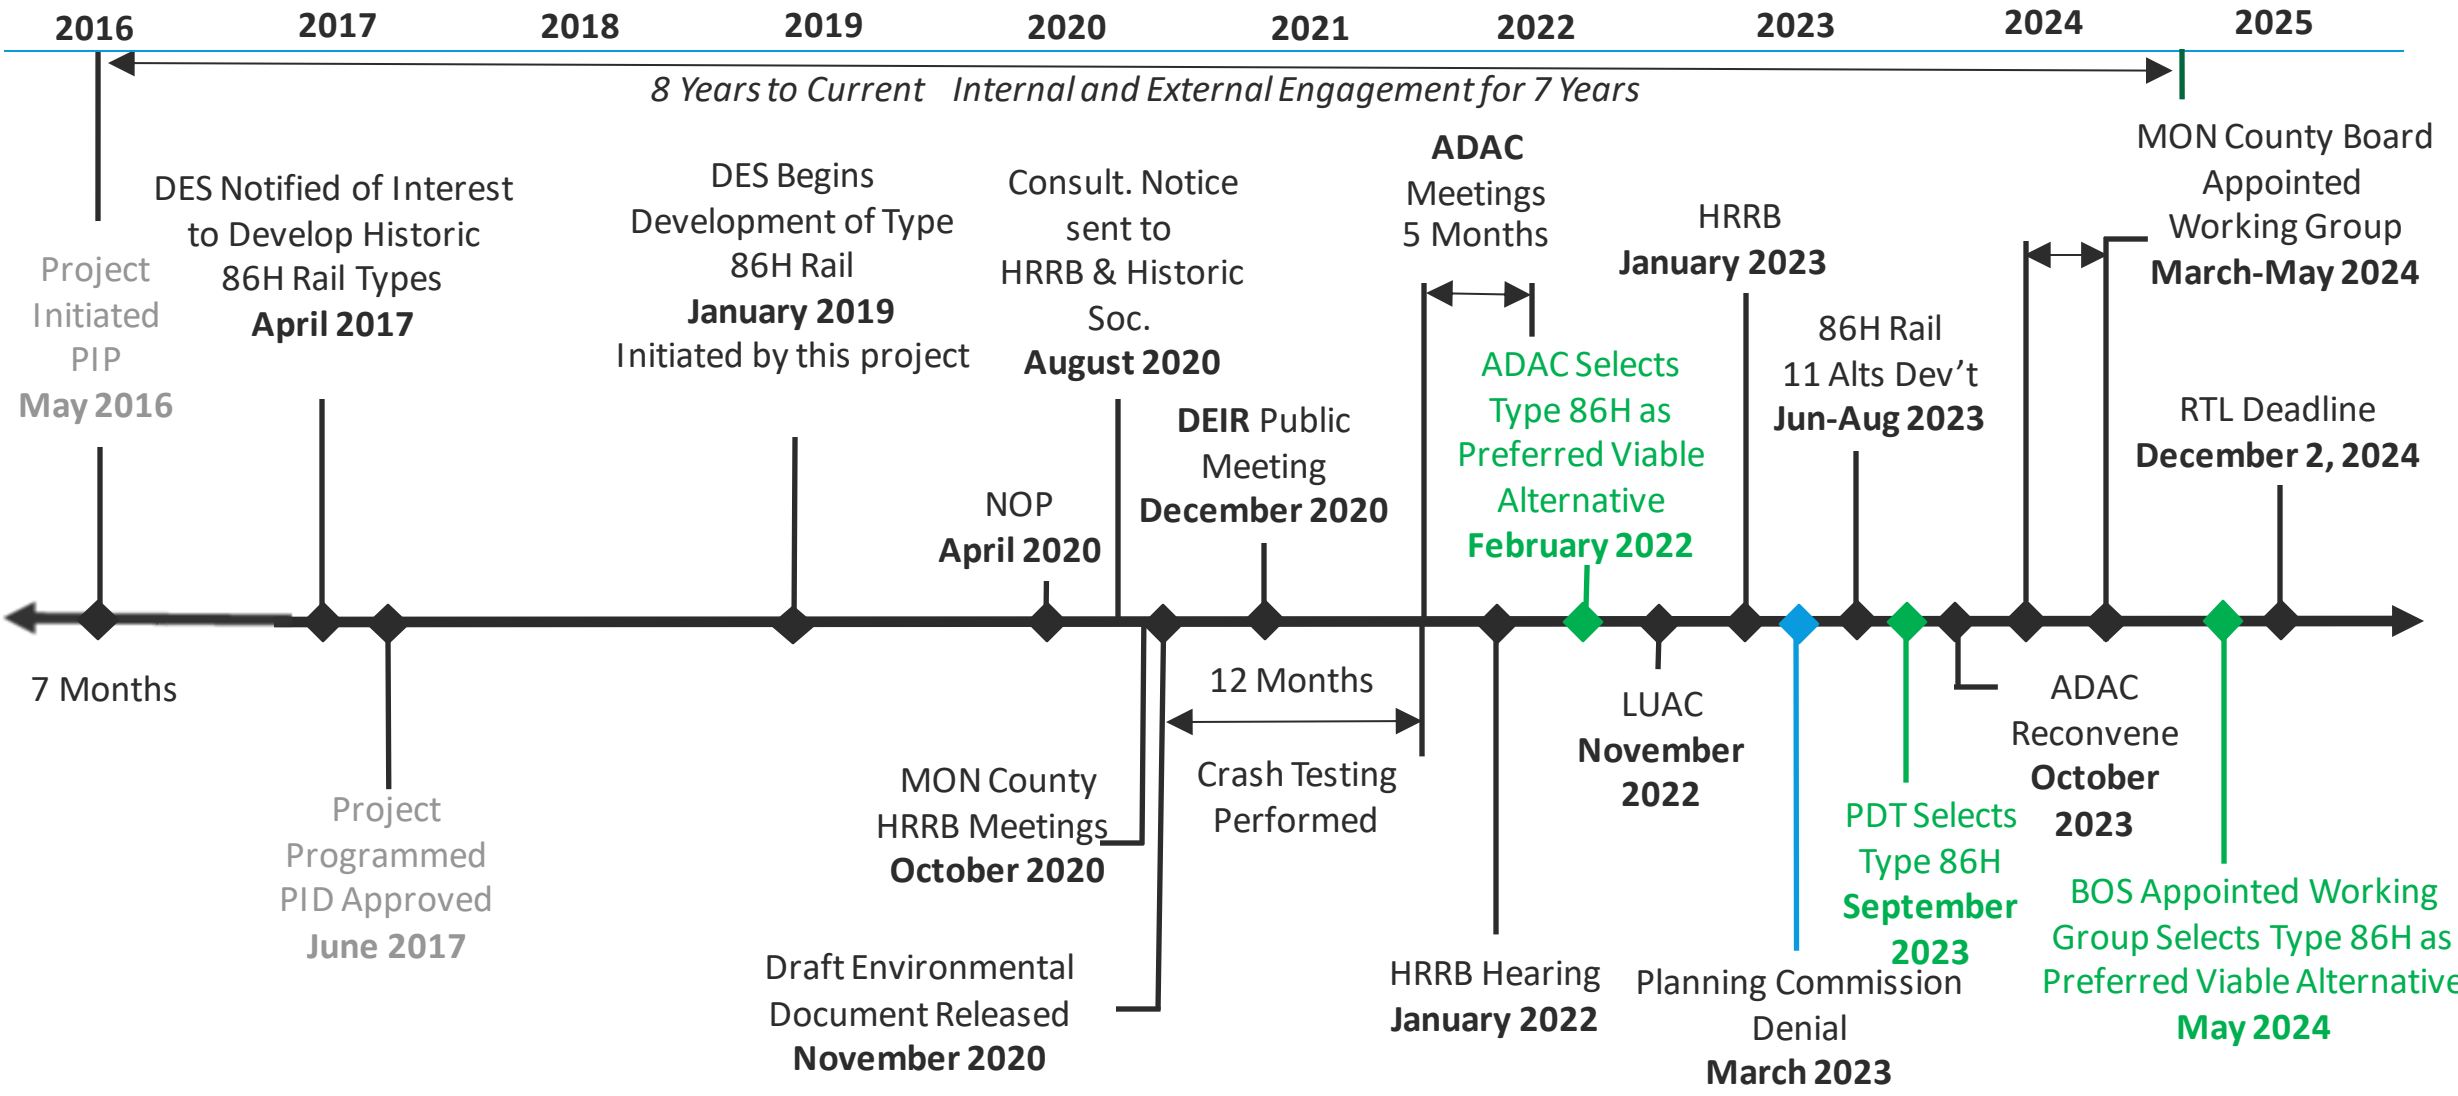 2016 2017 2018 2019 2020 2021 2022 2023 2024 2025
8 Years to Current Internal and External Engagement for 7 Years
Project
Initiated
PIP
May 2016
DES Notified of Interest
to Develop Historic
86H Rail Types
April 2017
DES Begins
Development of Type
86H Rail
January 2019
Initiated by this project
NOP
April 2020
Consult. Notice
sent to
HRRB & Historic
Soc.
August 2020
DEIR Public
Meeting
December 2020
ADAC
Meetings
5 Months
ADAC Selects
Type 86H as
Preferred Viable
Alternative
February 2022
HRRB
January 2023
86H Rail
11 Alts Dev’t
Jun-Aug 2023
MON County Board
Appointed
Working Group
March-May 2024
RTL Deadline
December 2, 2024
7 Months
Project
Programmed
PID Approved
June 2017
MON County
HRRB Meetings
October 2020
Draft Environmental
Document Released
November 2020
12 Months
Crash Testing
Performed
HRRB Hearing
January 2022
LUAC
November
2022
Planning Commission
Denial
March 2023
PDT Selects
Type 86H
September
2023
ADAC
Reconvene
October
2023
BOS Appointed Working
Group Selects Type 86H as
Preferred Viable Alternative
May 2024